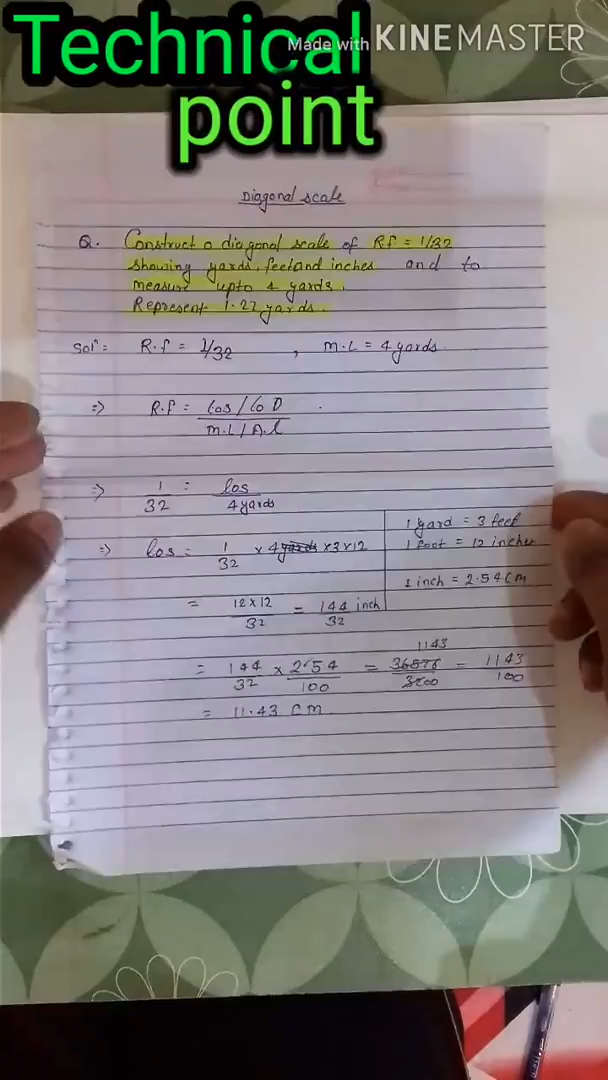 Technical
point
Made with KINEMASTER
Diagonal scale
Q. Construct a diagonal scale of Rf = 1/32
showing yards, feet and inches and to
measure upto 4 yards.
Represent 1.22 yards.
Solⁿ = R.f = 1/32 , M.L = 4 yards.
=> R.f = Los / Lo D
M.L / A.L
=> 1/32 = Los / 4 yards
1 yard = 3 feet
=> Los = 1/32 × 4 yards × 3 × 12
1 foot = 12 inches
1 inch = 2.54 Cm
= 12 × 12 / 32 = 144 / 32 inch
= 144/32 × 2.54/100 = 36576/3200 = 1143/100
1143
= 11.43 CM